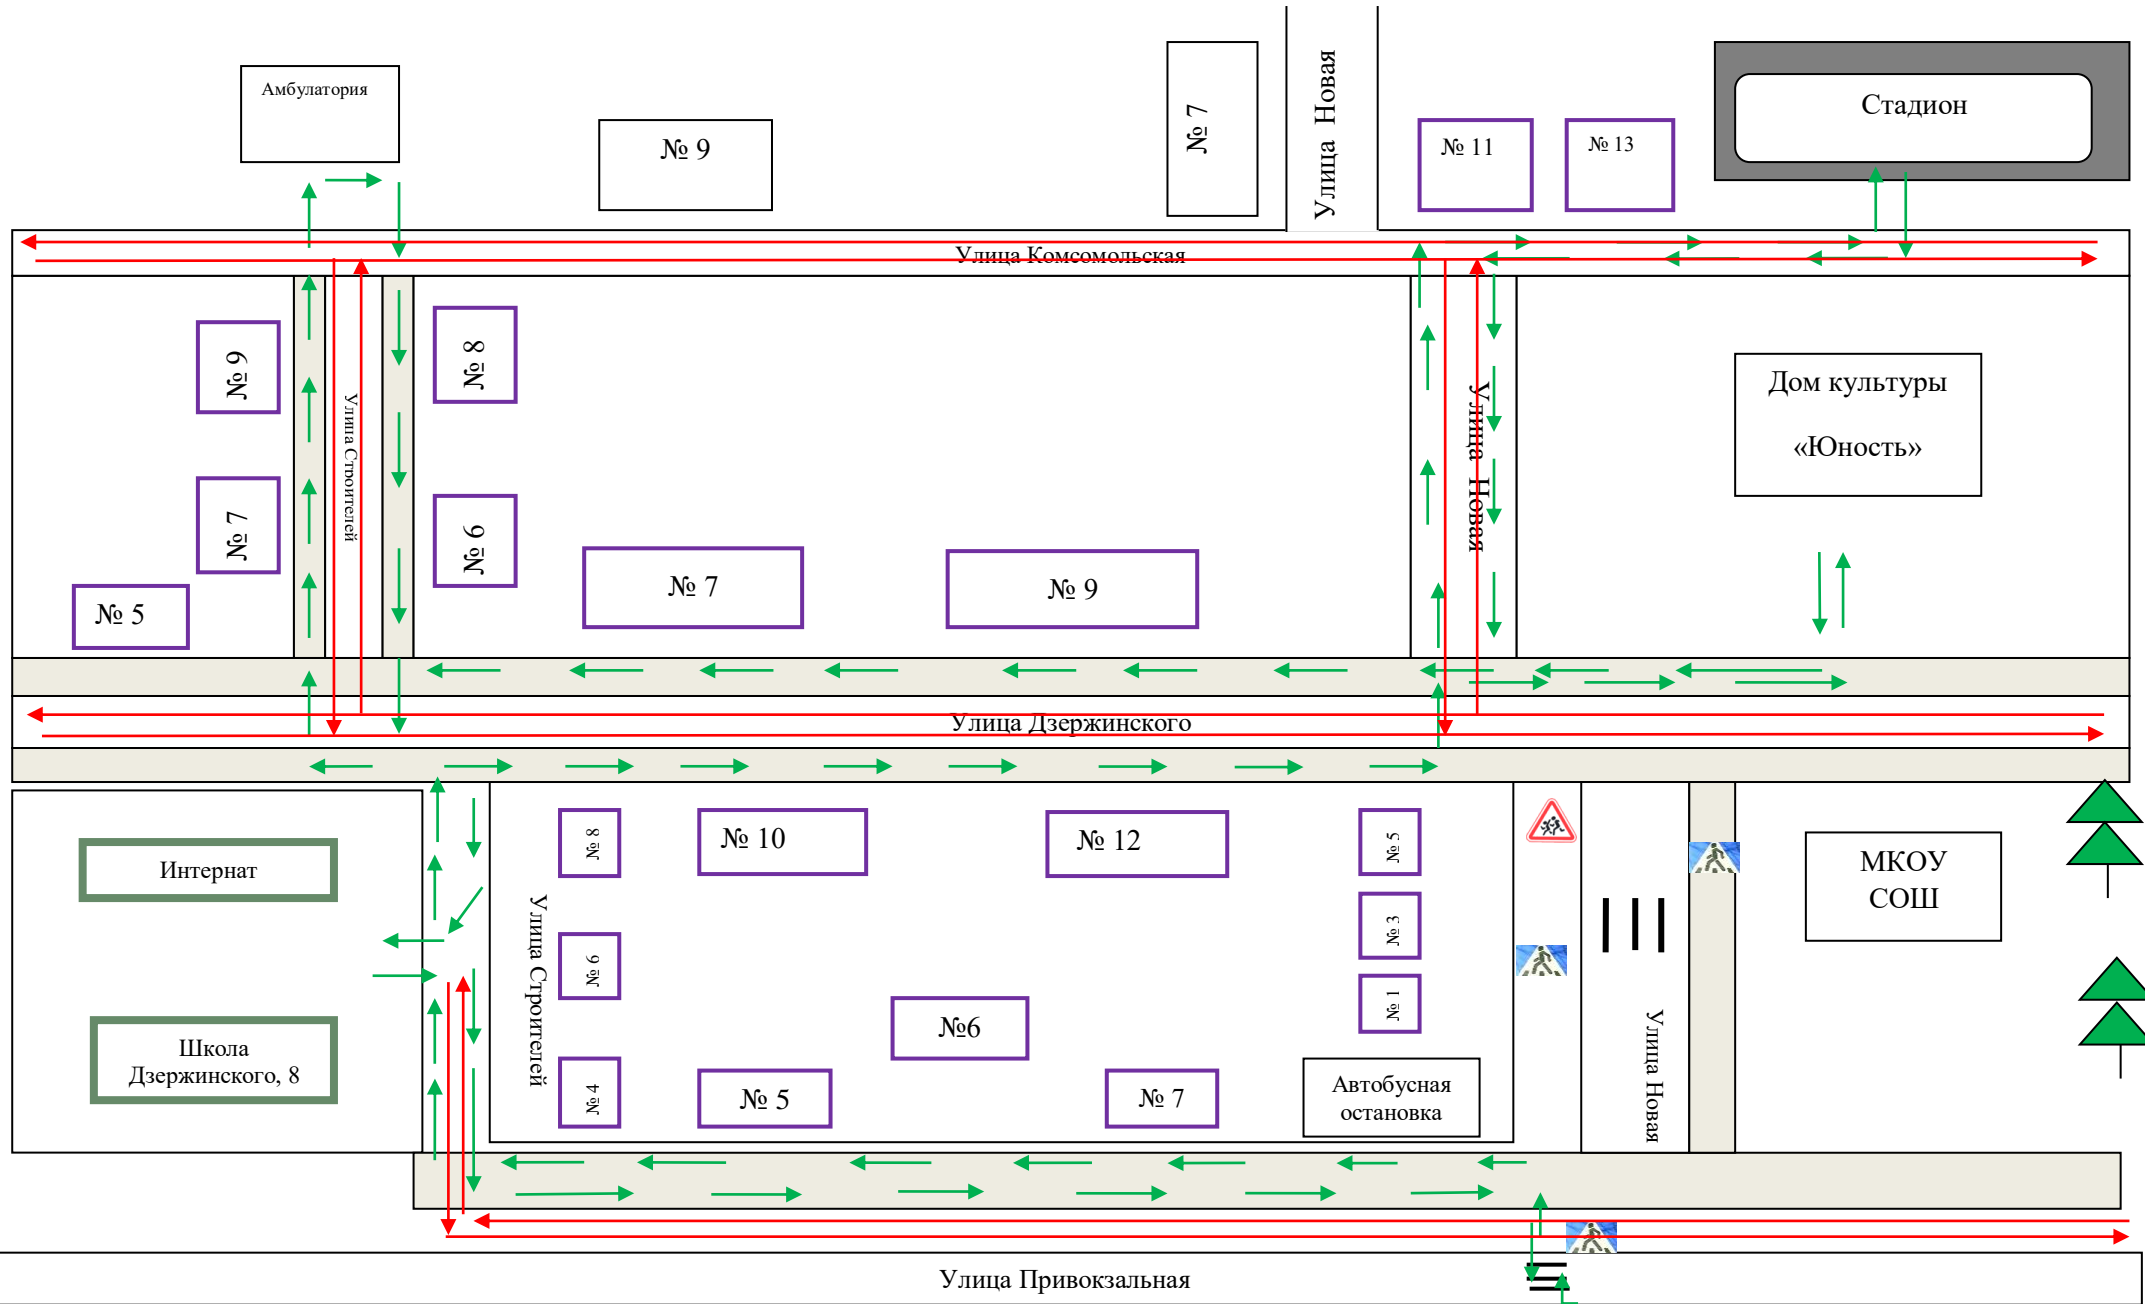 Амбулатория
№ 9
№ 7
Улица Новая
№ 11
№ 13
Стадион
Улица Комсомольская
№ 9
№ 8
Улица Строителей
№ 7
№ 6
№ 5
№ 7
№ 9
Улица Новая
Дом культуры
«Юность»
Улица Дзержинского
Интернат
Школа
Дзержинского, 8
Улица Строителей
№ 8
№ 6
№ 4
№ 10
№ 12
№6
№ 5
№ 7
№ 5
№ 3
№ 1
Автобусная
остановка
Улица Новая
МКОУ
СОШ
Улица Привокзальная